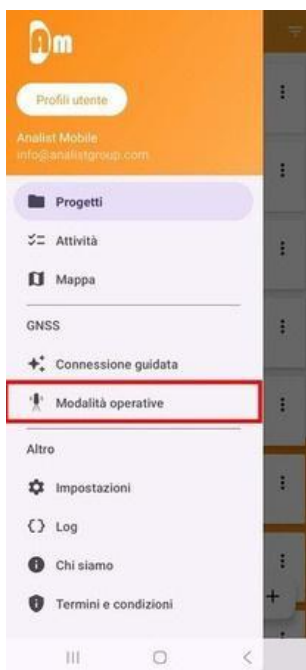 m
Profili utente
Analist Mobile
info@analistgroup.com
Progetti
Attività
Mappa
GNSS
Connessione guidata
Modalità operative
Altro
Impostazioni
Log
Chi siamo
Termini e condizioni